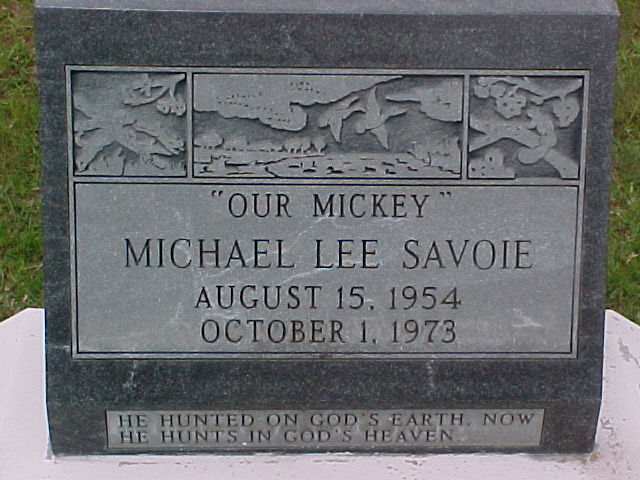 "OUR MICKEY"
MICHAEL LEE SAVOIE
AUGUST 15, 1954
OCTOBER 1, 1973
HE HUNTED ON GOD'S EARTH, NOW
HE HUNTS IN GOD'S HEAVEN.